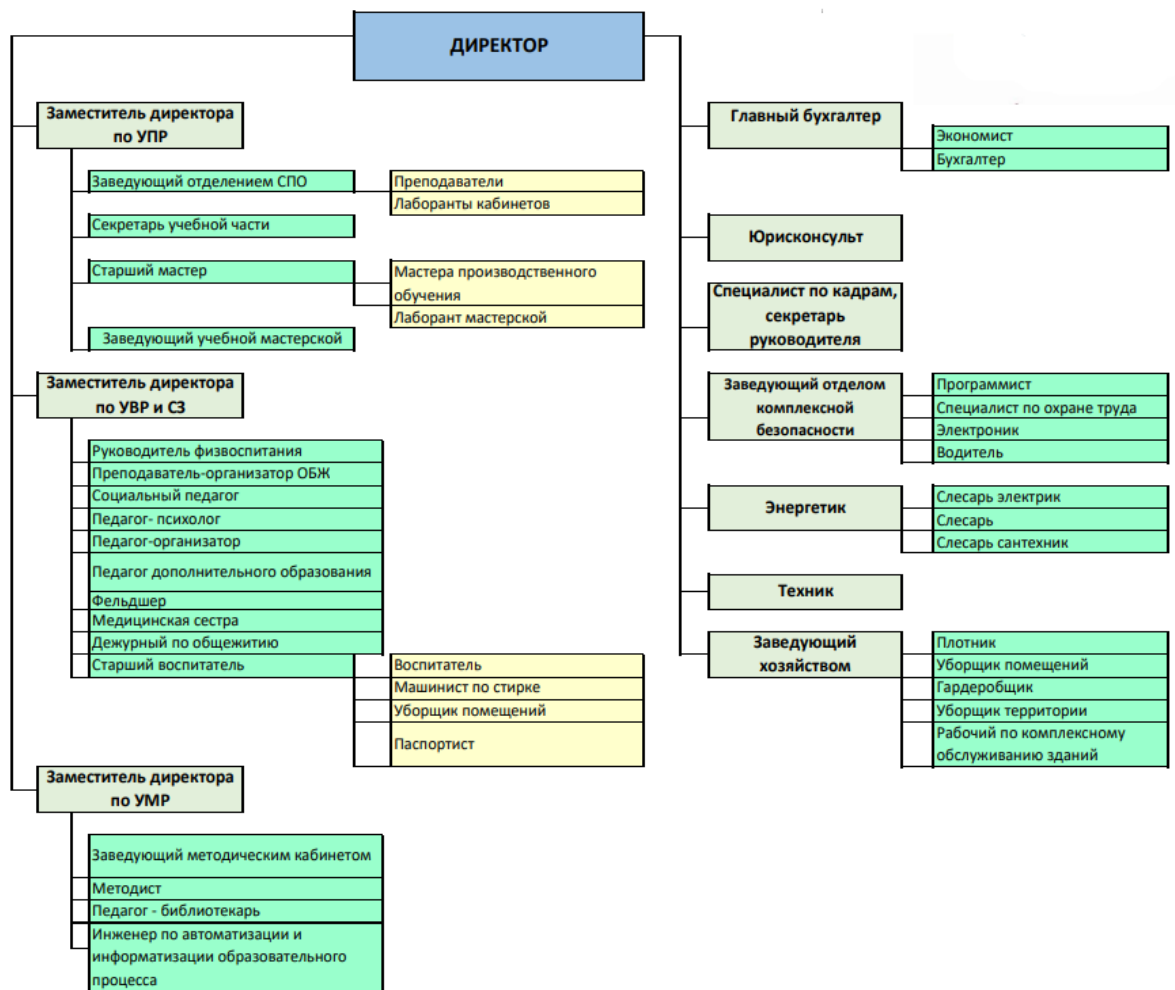 ДИРЕКТОР
Заместитель директора
по УПР
Заведующий отделением СПО
Преподаватели
Лаборанты кабинетов
Секретарь учебной части
Старший мастер
Мастера производственного
обучения
Лаборант мастерской
Заведующий учебной мастерской
Заместитель директора
по УВР и СЗ
Руководитель физвоспитания
Преподаватель-организатор ОБЖ
Социальный педагог
Педагог- психолог
Педагог-организатор
Педагог дополнительного образования
Фельдшер
Медицинская сестра
Дежурный по общежитию
Старший воспитатель
Воспитатель
Машинист по стирке
Уборщик помещений
Паспортист
Заместитель директора
по УМР
Заведующий методическим кабинетом
Методист
Педагог - библиотекарь
Инженер по автоматизации и
информатизации образовательного
процесса
Главный бухгалтер
Экономист
Бухгалтер
Юрисконсульт
Специалист по кадрам,
секретарь
руководителя
Заведующий отделом
комплексной
безопасности
Программист
Специалист по охране труда
Электроник
Водитель
Энергетик
Слесарь электрик
Слесарь
Слесарь сантехник
Техник
Заведующий
хозяйством
Плотник
Уборщик помещений
Гардеробщик
Уборщик территории
Рабочий по комплексному
обслуживанию зданий